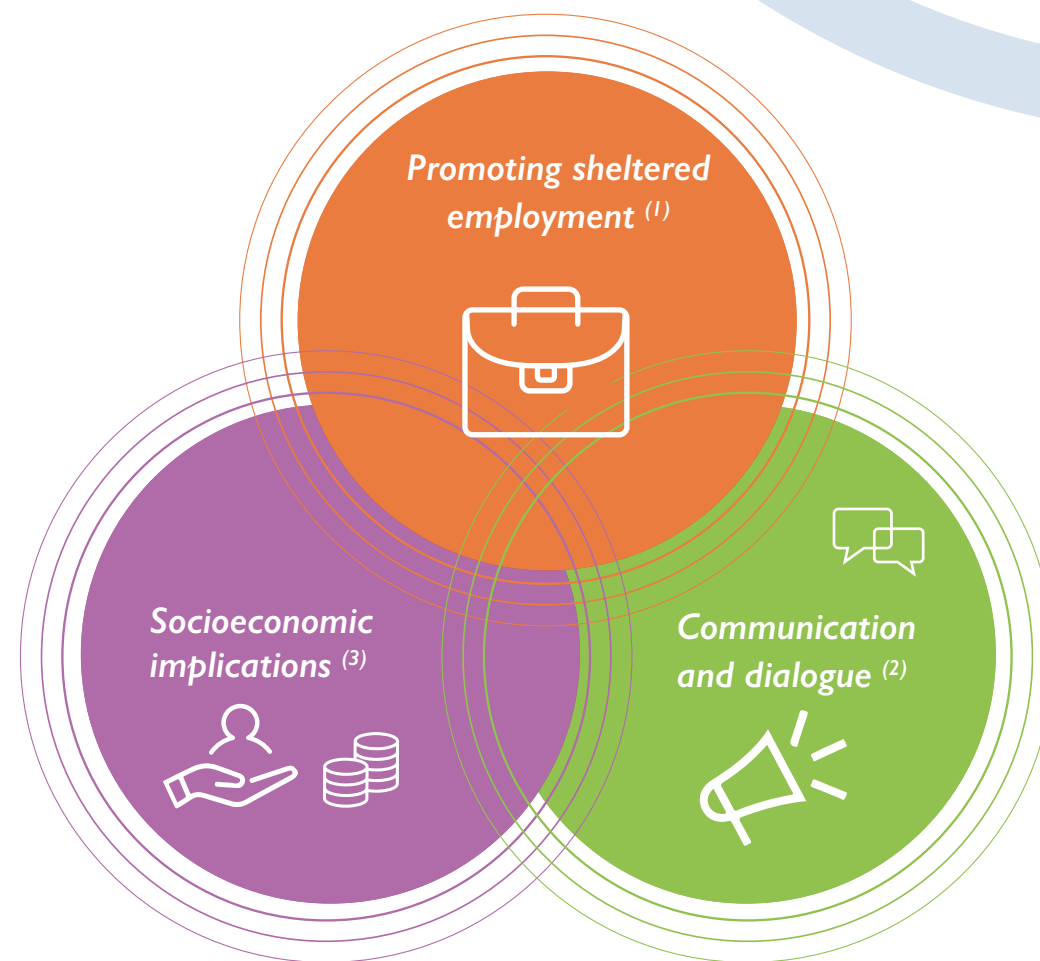 Promoting sheltered
employment (1)
Socioeconomic
implications (3)
Communication
and dialogue (2)